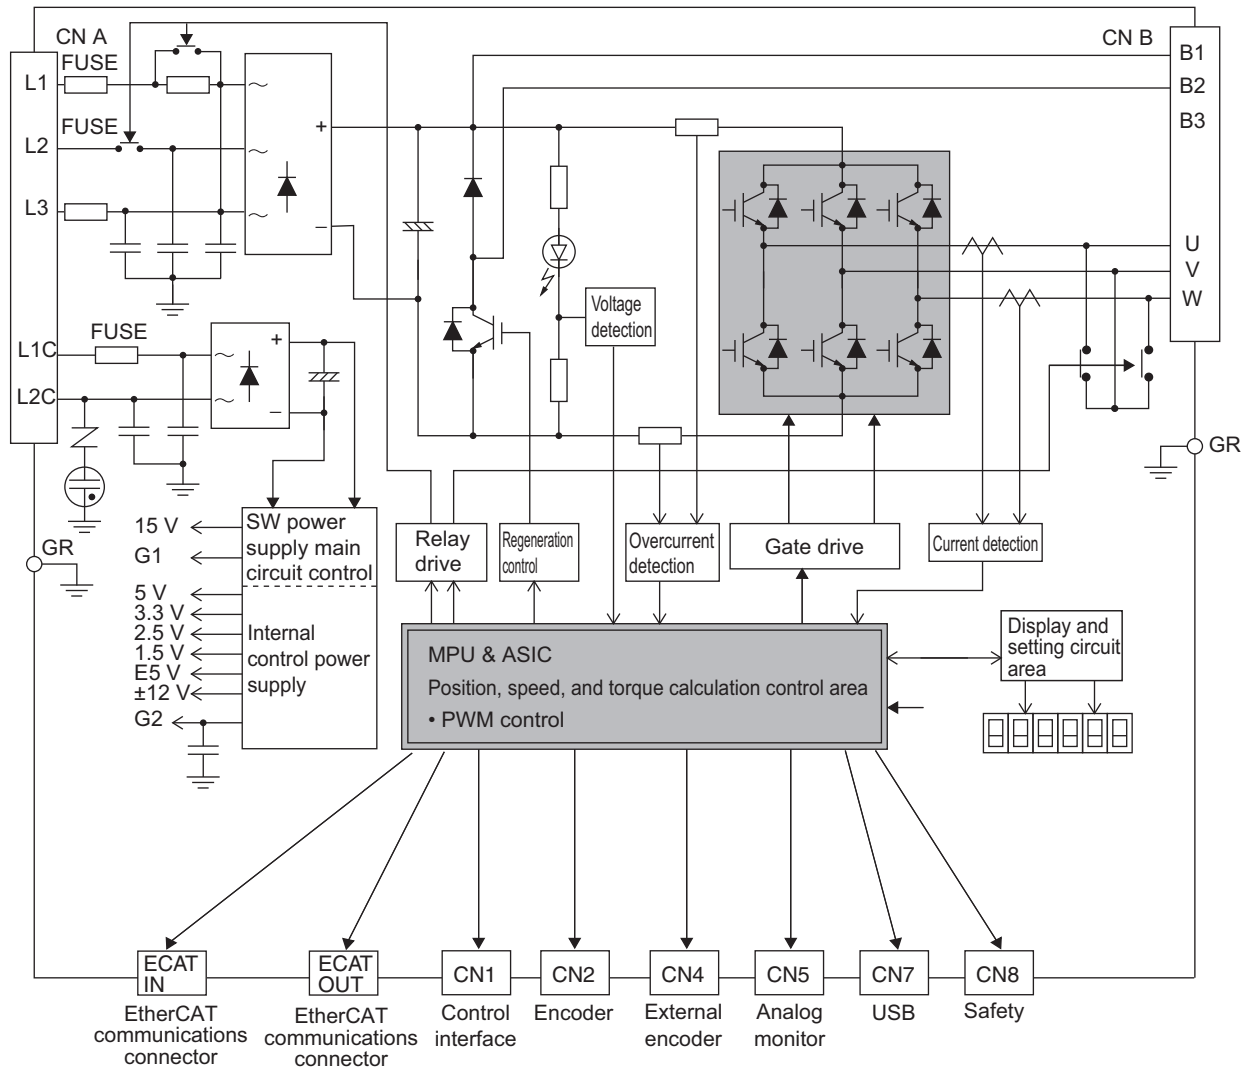 CN A
CN B
FUSE
L1
B1
B2
FUSE
L2
B3
+
L3
−
U
V
W
Voltage
detection
FUSE
L1C
+
L2C
−
GR
15 V
G1
SW power
supply main
circuit control
Relay
drive
Regeneration
control
Overcurrent
detection
Gate drive
Current detection
GR
5 V
3.3 V
2.5 V
1.5 V
E5 V
±12 V
G2
Internal
control power
supply
MPU & ASIC
Position, speed, and torque calculation control area
• PWM control
Display and
setting circuit
area
ECAT
IN
ECAT
OUT
CN1
CN2
CN4
CN5
CN7
CN8
EtherCAT
communications
connector
EtherCAT
communications
connector
Control
interface
Encoder
External
encoder
Analog
monitor
USB
Safety